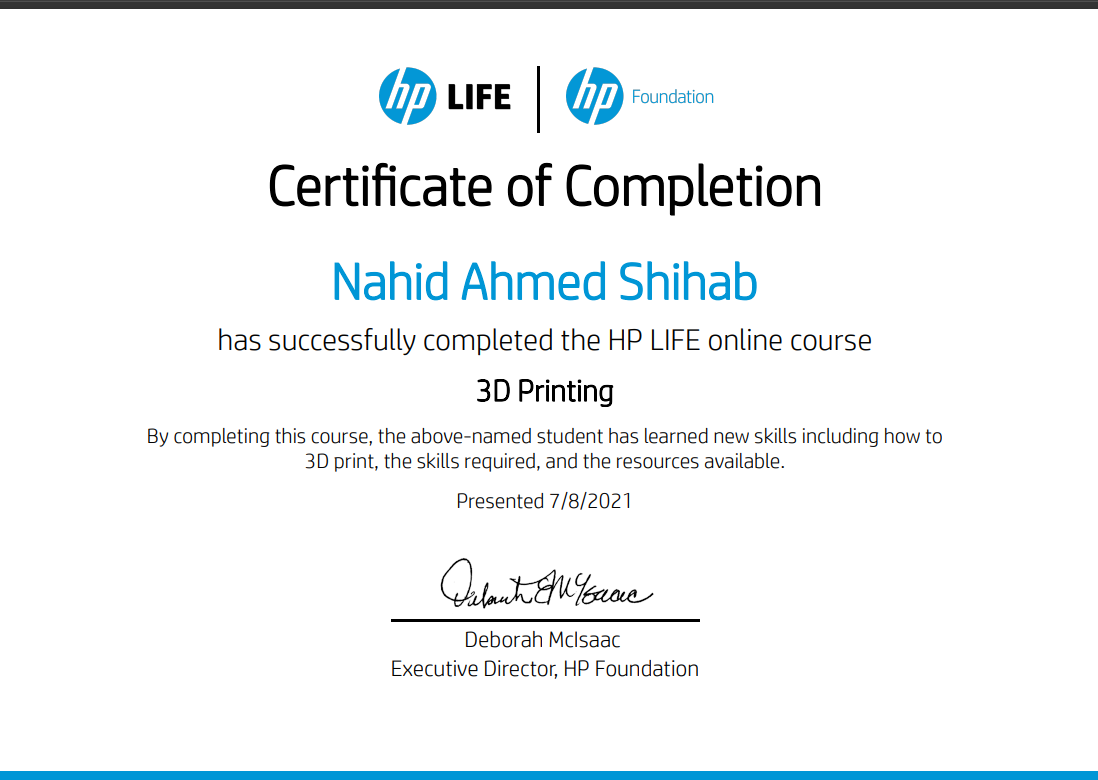 hp LIFE | hp Foundation
Certificate of Completion
Nahid Ahmed Shihab
has successfully completed the HP LIFE online course
3D Printing
By completing this course, the above-named student has learned new skills including how to
3D print, the skills required, and the resources available.
Presented 7/8/2021
Deborah E McIsaac
Deborah McIsaac
Executive Director, HP Foundation